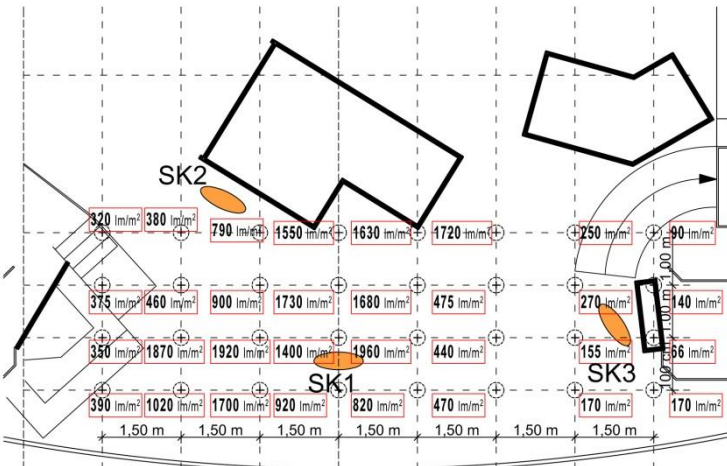 SK2
320 lm/m² 380 lm/m² 790 lm/m² 1550 lm/m² 1630 lm/m² 1720 lm/m² 250 lm/m² 90 lm/m²
1,00 m
375 lm/m² 460 lm/m² 900 lm/m² 1730 lm/m² 1680 lm/m² 475 lm/m² 270 lm/m² 140 lm/m²
1,00 m
350 lm/m² 1870 lm/m² 1920 lm/m² 1400 lm/m² 1960 lm/m² 440 lm/m² 155 lm/m² 66 lm/m²
SK1 SK3
100 cm
390 lm/m² 1020 lm/m² 1700 lm/m² 920 lm/m² 820 lm/m² 470 lm/m² 170 lm/m² 170 lm/m²
1,50 m 1,50 m 1,50 m 1,50 m 1,50 m 1,50 m 1,50 m